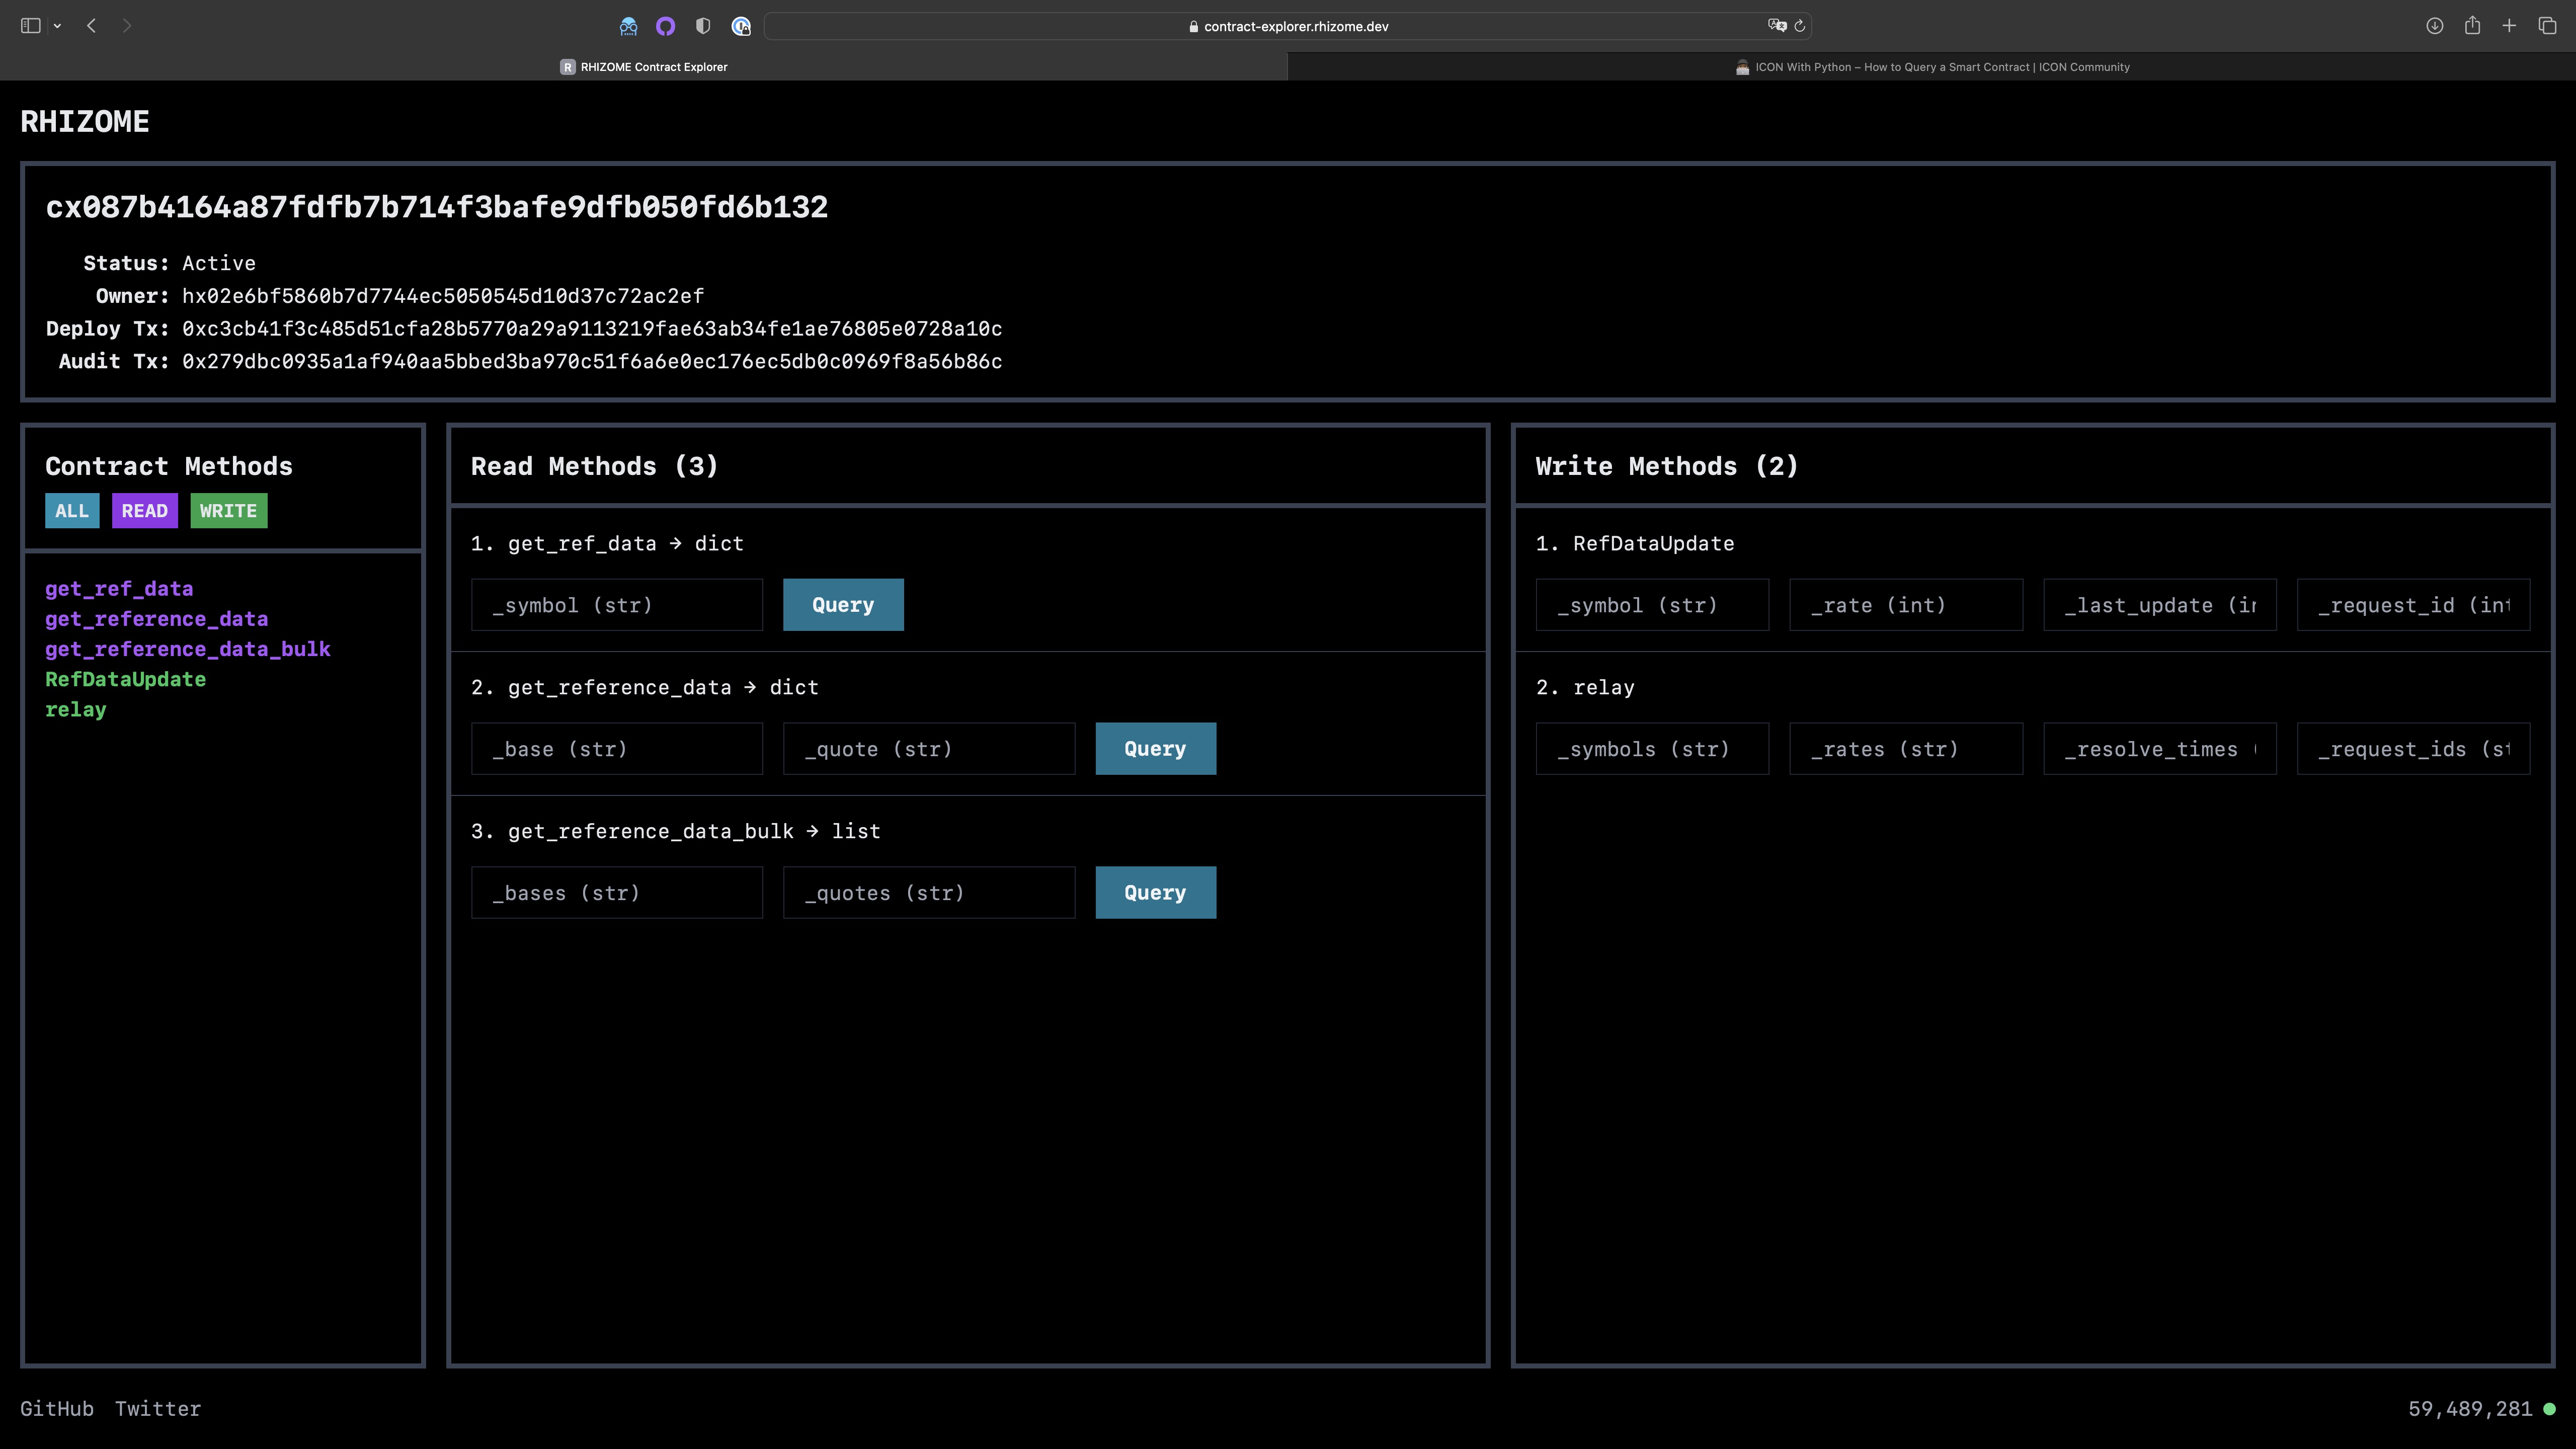 contract-explorer.rhizome.dev
R RHIZOME Contract Explorer
ICON With Python – How to Query a Smart Contract | ICON Community
RHIZOME
cx087b4164a87fdfb7b714f3bafe9dfb050fd6b132
Status: Active
Owner: hx02e6bf5860b7d7744ec5050545d10d37c72ac2ef
Deploy Tx: 0xc3cb41f3c485d51cfa28b5770a29a9113219fae63ab34fe1ae76805e0728a10c
Audit Tx: 0x279dbc0935a1af940aa5bbed3ba970c51f6a6e0ec176ec5db0c0969f8a56b86c
Contract Methods
ALL READ WRITE
get_ref_data
get_reference_data
get_reference_data_bulk
RefDataUpdate
relay
Read Methods (3)
1. get_ref_data → dict
_symbol (str) Query
2. get_reference_data → dict
_base (str) _quote (str) Query
3. get_reference_data_bulk → list
_bases (str) _quotes (str) Query
Write Methods (2)
1. RefDataUpdate
_symbol (str) _rate (int) _last_update (in _request_id (int
2. relay
_symbols (str) _rates (str) _resolve_times ( _request_ids (st
GitHub Twitter
59,489,281